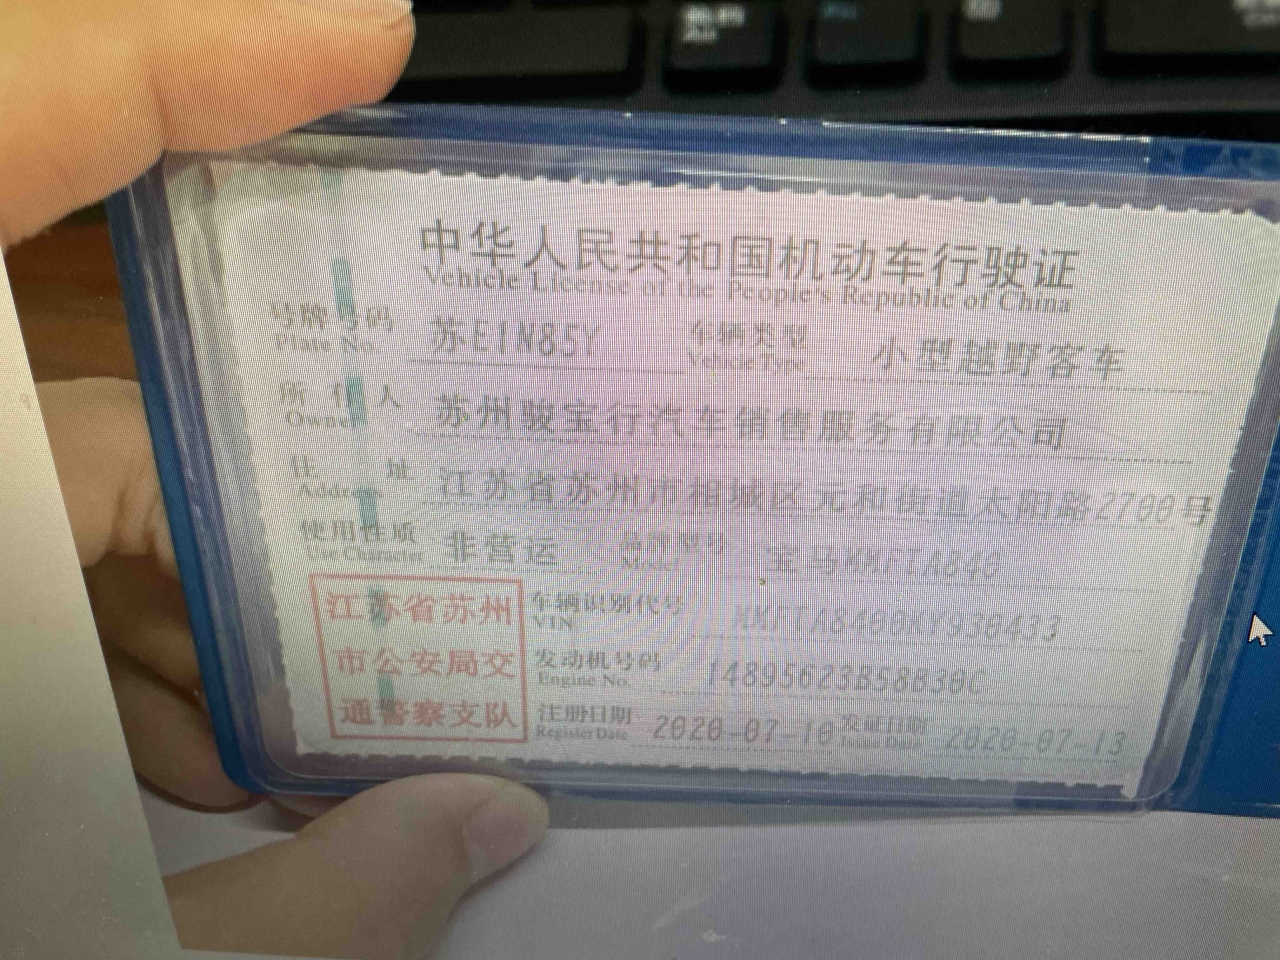 中华人民共和国机动车行驶证
Vehicle License of the People's Republic of China
号牌号码 苏E1N85Y 车辆类型 小型越野客车
Plate No. Vehicle Type
所有人 苏州骏宝行汽车销售服务有限公司
Owner
住 址 江苏省苏州市相城区元和街道太阳路2700号
Address
使用性质 非营运 品牌型号
Use Character Model
江苏省苏州
市公安局交
通警察支队
车辆识别代号
VIN
发动机号码 14895623B58B30C
Engine No.
注册日期 2020-07-10 发证日期 2020-07-13
Register Date Issue Date